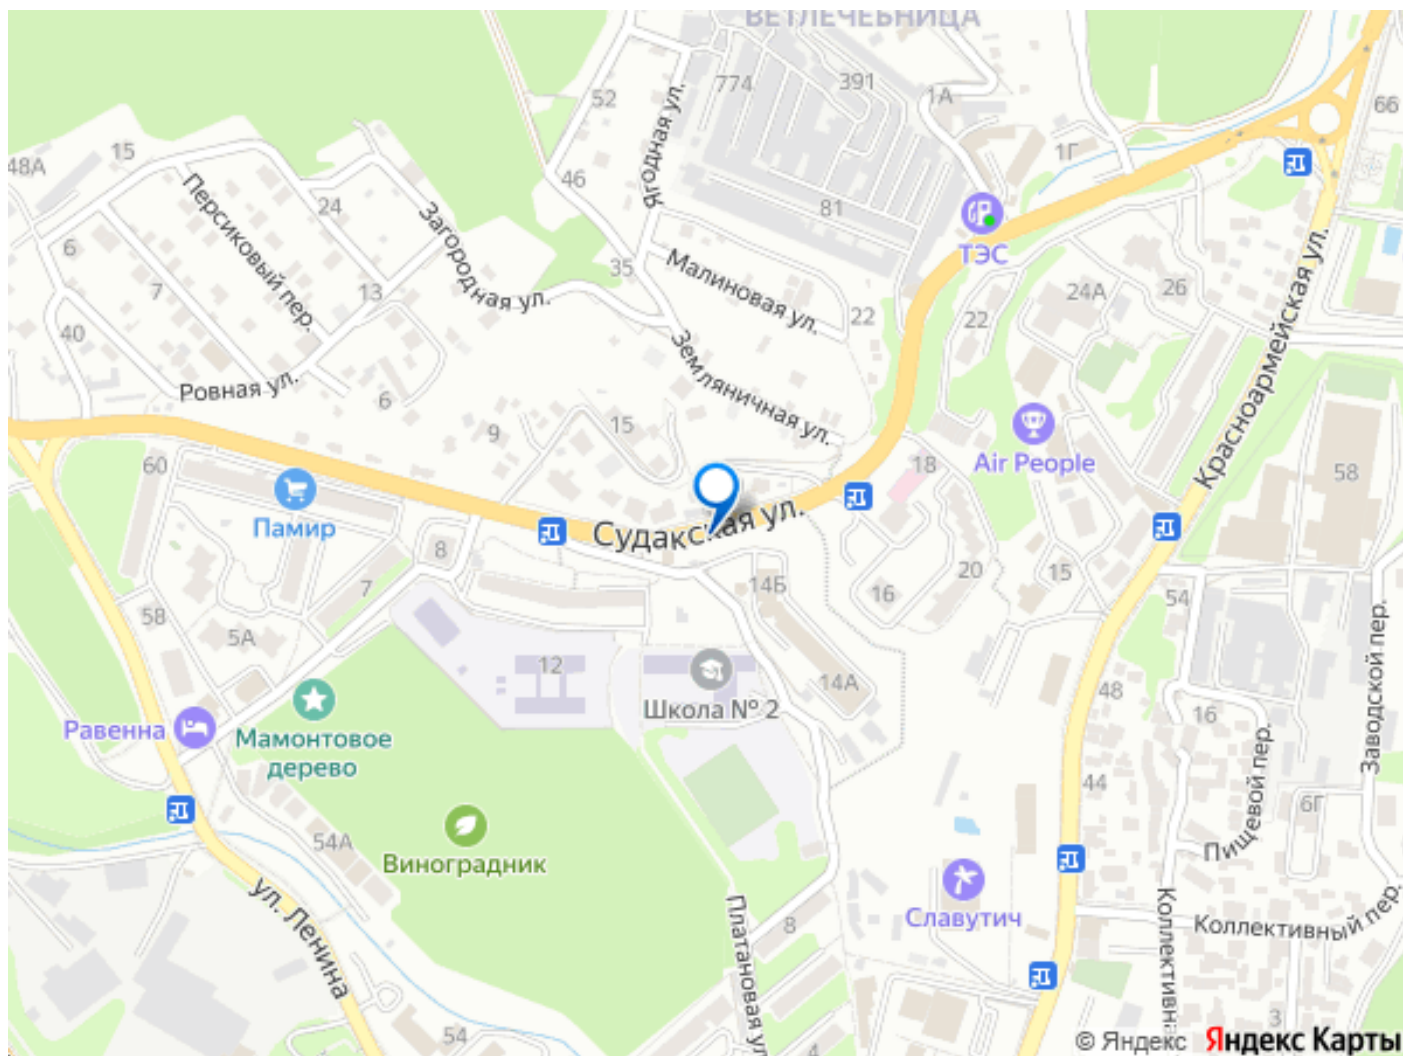 ВЕТЛЕЧЕБНИЦА
774
391
52
1А
66
15
48А
1Г
46
Ягодная ул.
Персиковый пер.
24
Загородная ул.
81
ТЭС
6
7
35
Малиновая ул.
13
24А
26
22
22
40
Земляничная ул.
Красноармейская ул.
Ровная ул.
6
9
15
Air People
18
58
60
Памир
Судакская ул.
8
7
14Б
16
20
15
54
58
5А
12
Школа № 2
14А
48
16
Заводской пер.
Равенна
Мамонтовое
дерево
44
Пищевой пер.
6Г
54А
Виноградник
ул. Ленина
Славутич
Платановая ул.
8
Коллективный пер.
54
4
3
© Яндекс Яндекс Карты